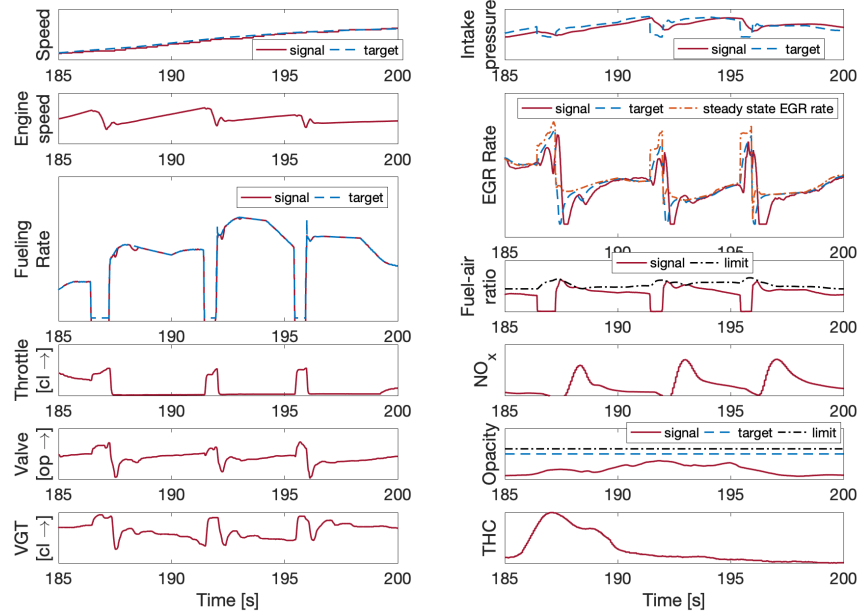 Speed
signal
target
185
190
195
200
Engine
speed
185
190
195
200
Fueling
Rate
signal
target
185
190
195
200
Throttle
[cl →]
185
190
195
200
Valve
[op →]
185
190
195
200
VGT
[cl →]
185
190
195
200
Time [s]
Intake
pressure
signal
target
185
190
195
200
EGR Rate
signal
target
steady state EGR rate
185
190
195
200
Fuel-air
ratio
signal
limit
185
190
195
200
NOx
185
190
195
200
Opacity
signal
target
limit
185
190
195
200
THC
185
190
195
200
Time [s]